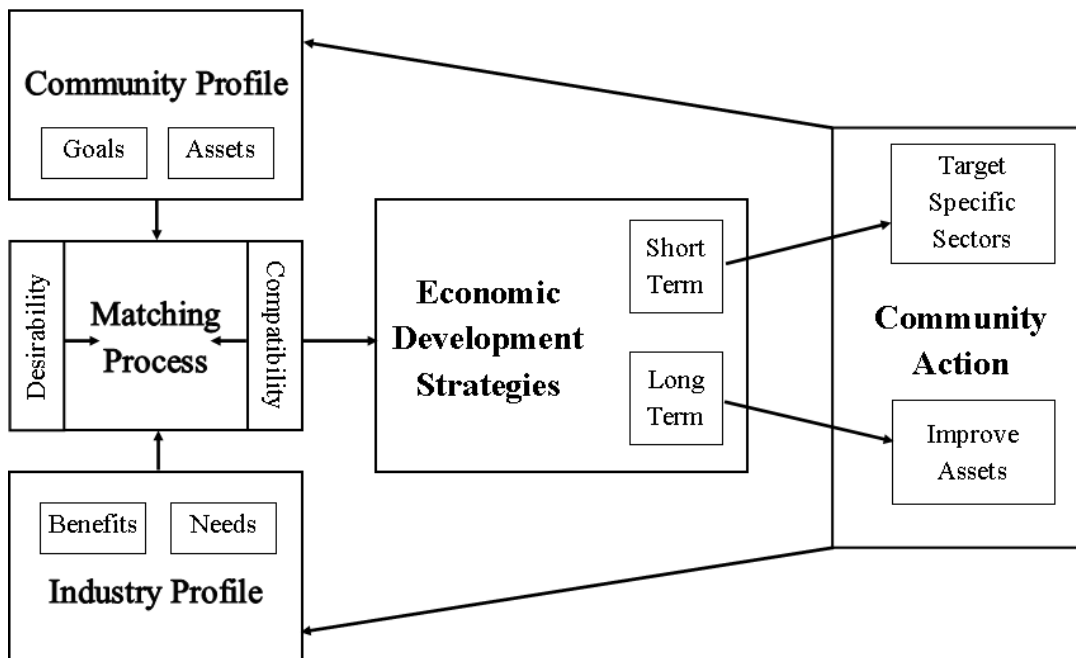 Community Profile
Goals
Assets
Desirability
Matching
Process
Compatibility
Benefits
Needs
Industry Profile
Economic
Development
Strategies
Short
Term
Long
Term
Target
Specific
Sectors
Community
Action
Improve
Assets